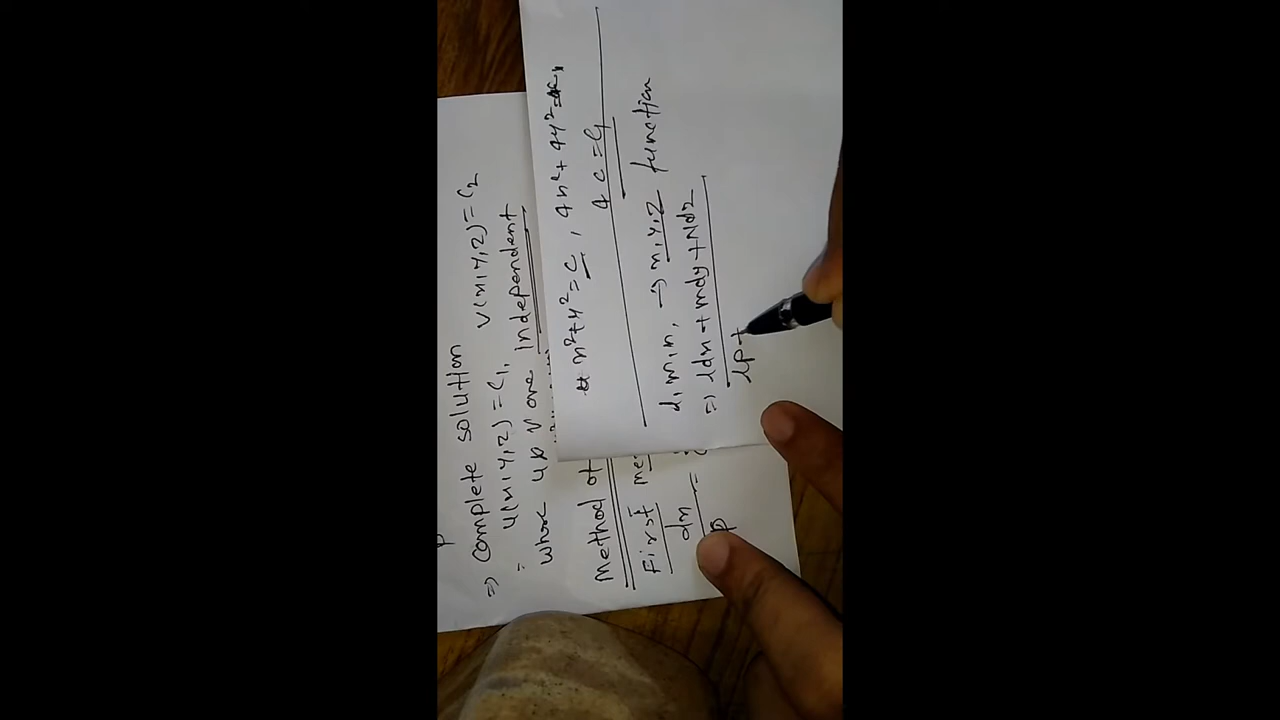 => complete solution
= u(x,y,z) = C1, v(x,y,z) = C2
where u & v are independent
Method of
First
dx =
p
x²+y² = c, 4x²+4y²
4c = C1
l, m, n, -> x, y, z function
=> ldx + mdy + Ndz
lp +